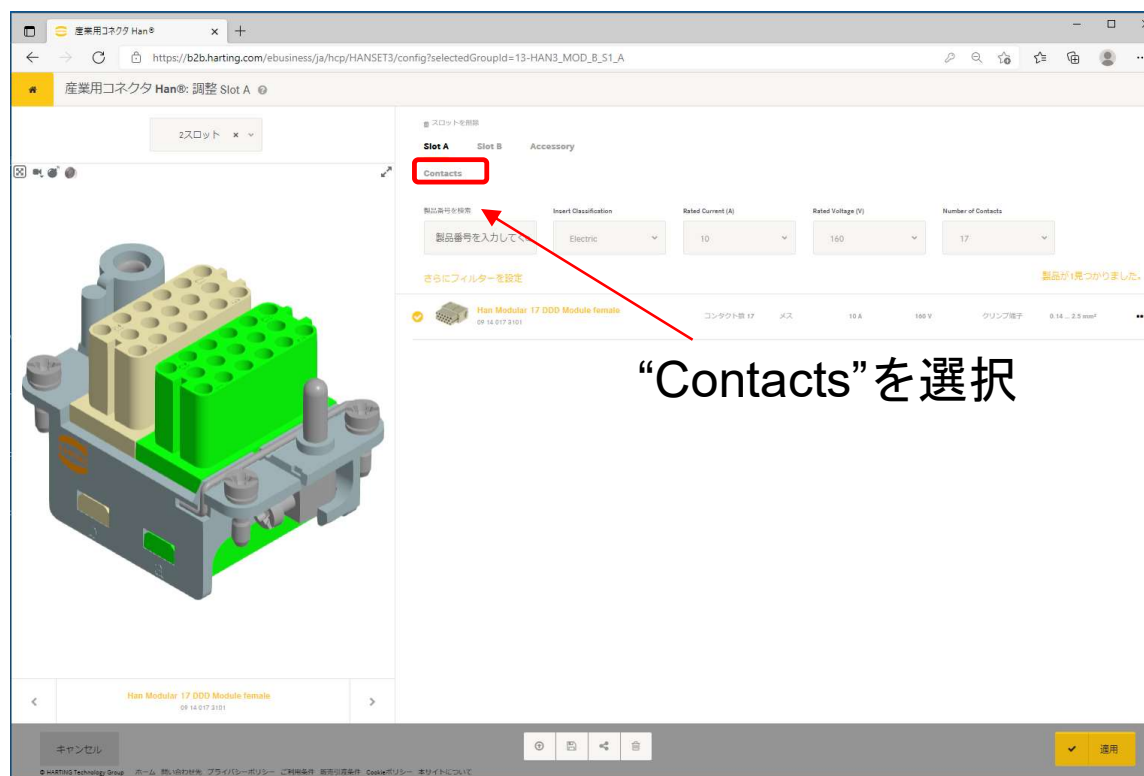 産業用コネクタ Han®
https://b2b.harting.com/ebusiness/ja/hcp/HANSET3/config?selectedGroupId=13-HAN3_MOD_B_S1_A
産業用コネクタ Han®: 調整 Slot A
2スロット
スロットを削除
Slot A Slot B Accessory
Contacts
製品番号を検索 Insert Classification Rated Current (A) Rated Voltage (V) Number of Contacts
製品番号を入力してく Electric 10 160 17
さらにフィルターを設定 製品が1見つかりました。
Han Modular 17 DDD Module female コンタクト数 17 メス 10 A 160 V クリンプ端子 0.14 ... 2.5 mm²
09 14 017 3101
“Contacts”を選択
Han Modular 17 DDD Module female
09 14 017 3101
キャンセル 適用
© HARTING Technology Group ホーム 問い合わせ先 プライバシーポリシー ご利用条件 販売引渡条件 Cookieポリシー 本サイトについて